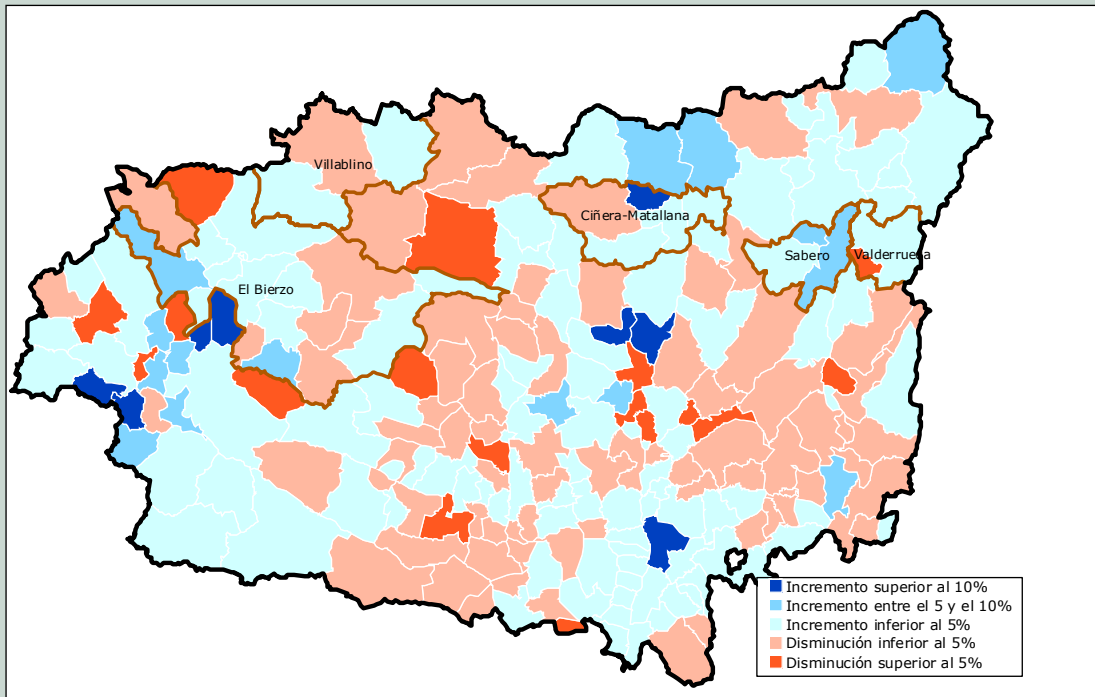 Villablino
Ciñera-Matallana
Sabero
Valderrueda
El Bierzo
Incremento superior al 10%
Incremento entre el 5 y el 10%
Incremento inferior al 5%
Disminución inferior al 5%
Disminución superior al 5%